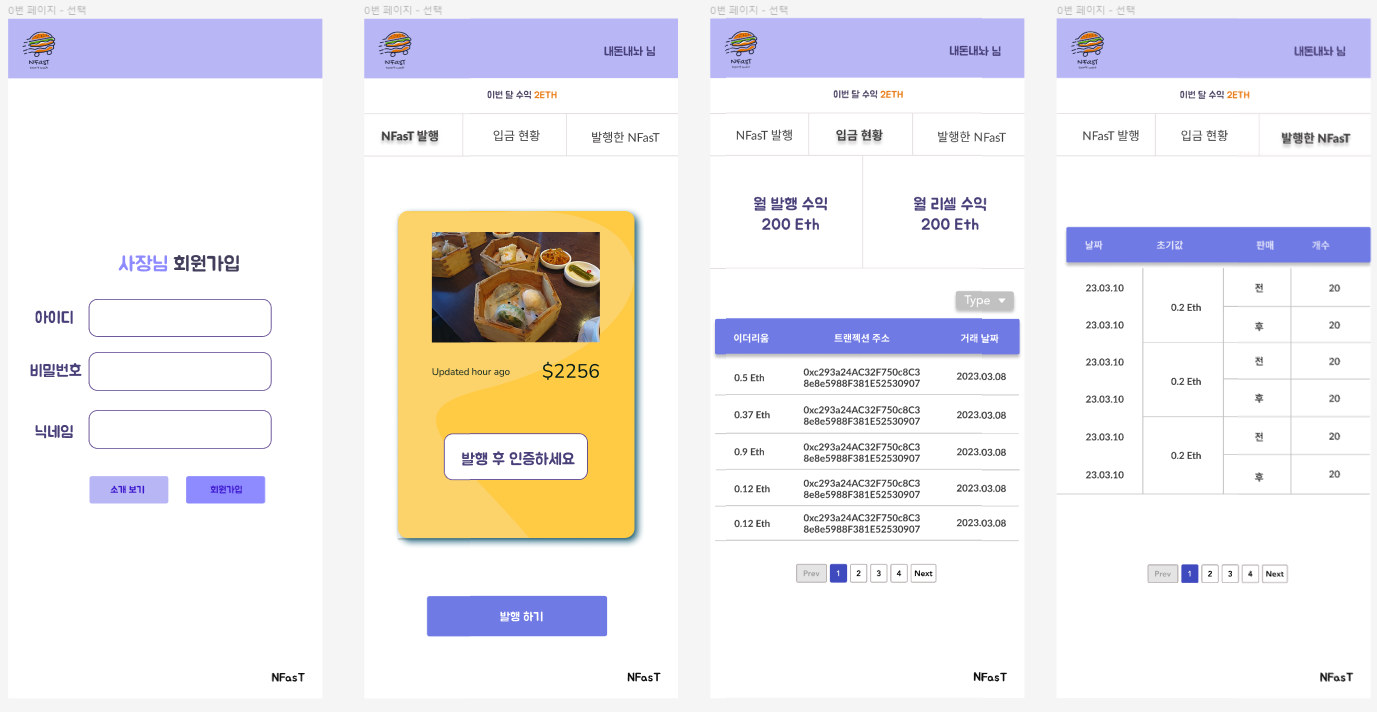 0번 페이지 - 선택
NFasT
사장님 회원가입
아이디
비밀번호
닉네임
소개 보기
회원가입
NFasT
0번 페이지 - 선택
NFasT
내돈내놔 님
이번 달 수익 2ETH
NFasT 발행
입금 현황
발행한 NFasT
Updated hour ago
$2256
발행 후 인증하세요
발행 하기
NFasT
0번 페이지 - 선택
NFasT
내돈내놔 님
이번 달 수익 2ETH
NFasT 발행
입금 현황
발행한 NFasT
월 발행 수익
200 Eth
월 리셀 수익
200 Eth
Type
이더리움 트랜젝션 주소 거래 날짜
0.5 Eth 0xc293a24AC32F750c8C3
8e8e5988F381E52530907 2023.03.08
0.37 Eth 0xc293a24AC32F750c8C3
8e8e5988F381E52530907 2023.03.08
0.9 Eth 0xc293a24AC32F750c8C3
8e8e5988F381E52530907 2023.03.08
0.12 Eth 0xc293a24AC32F750c8C3
8e8e5988F381E52530907 2023.03.08
0.12 Eth 0xc293a24AC32F750c8C3
8e8e5988F381E52530907 2023.03.08
Prev 1 2 3 4 Next
NFasT
0번 페이지 - 선택
NFasT
내돈내놔 님
이번 달 수익 2ETH
NFasT 발행
입금 현황
발행한 NFasT
날짜 초기값 판매 개수
23.03.10 0.2 Eth 전 20
23.03.10 후 20
23.03.10 0.2 Eth 전 20
23.03.10 후 20
23.03.10 0.2 Eth 전 20
23.03.10 후 20
Prev 1 2 3 4 Next
NFasT